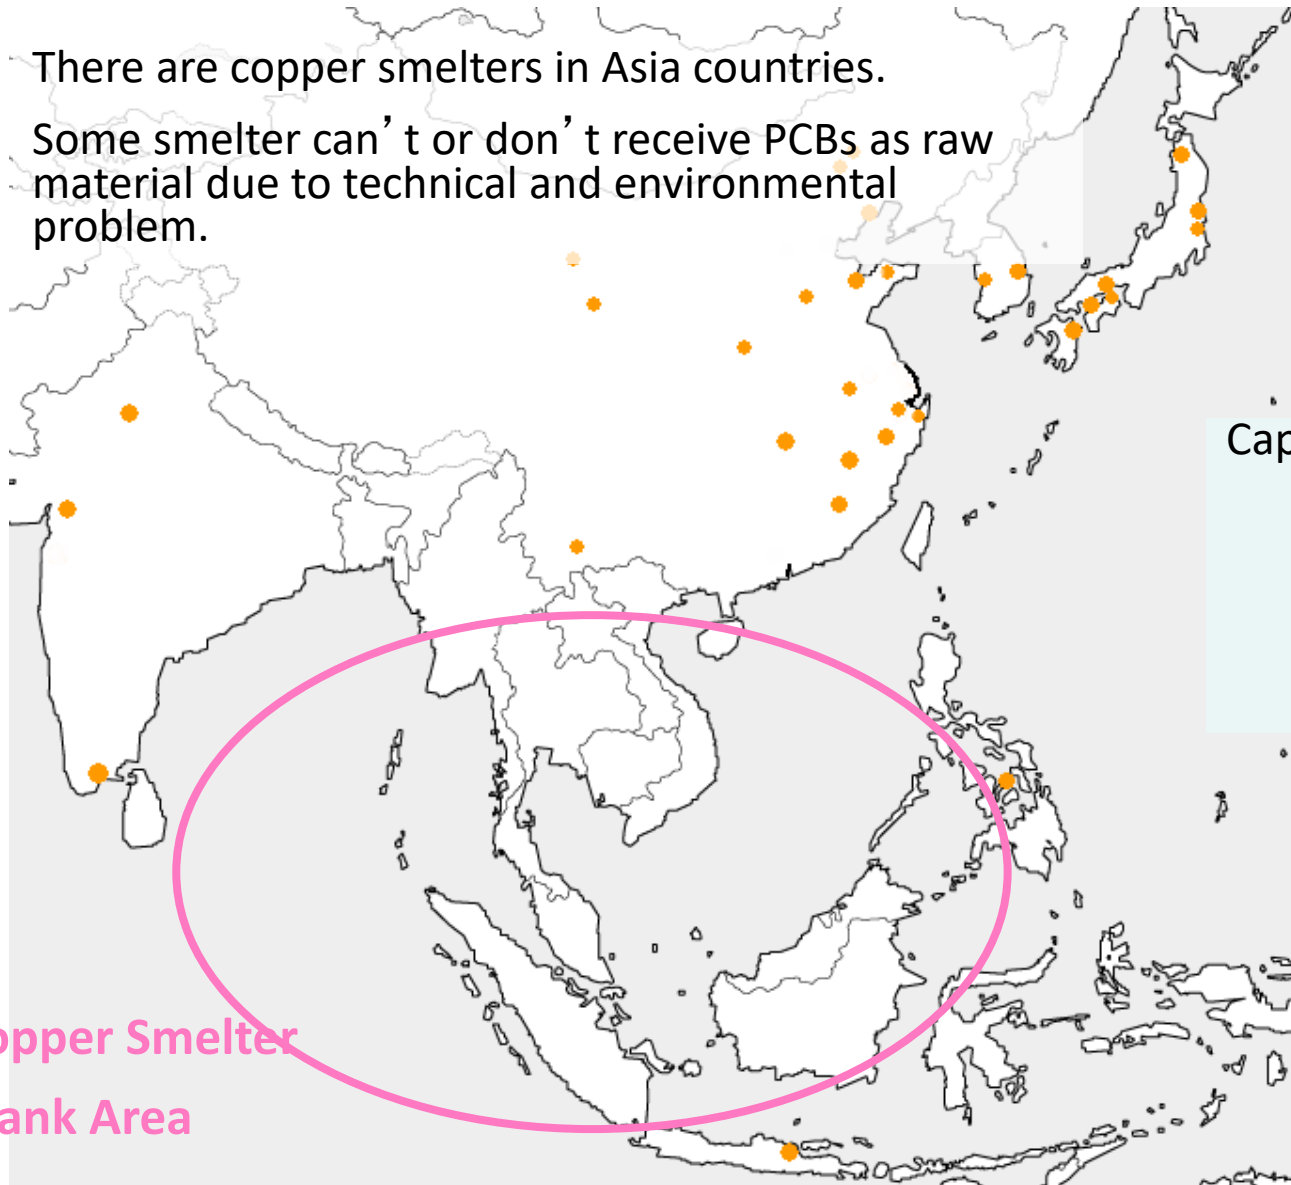 There are copper smelters in Asia countries.
Some smelter can’t or don’t receive PCBs as raw
material due to technical and environmental
problem.
Cap
opper Smelter
ank Area